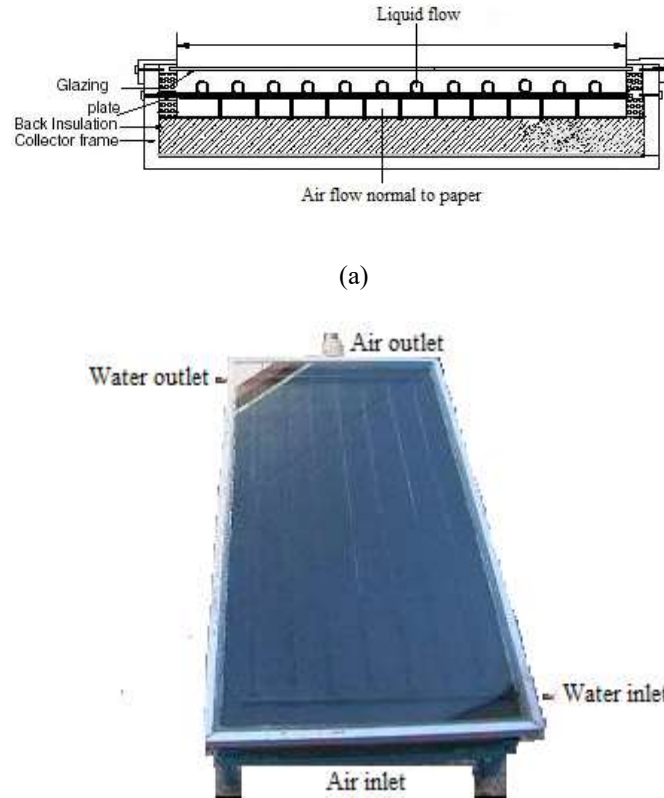 Liquid flow
Glazing
plate
Back Insulation
Collector frame
Air flow normal to paper
(a)
Air outlet
Water outlet
Water inlet
Air inlet